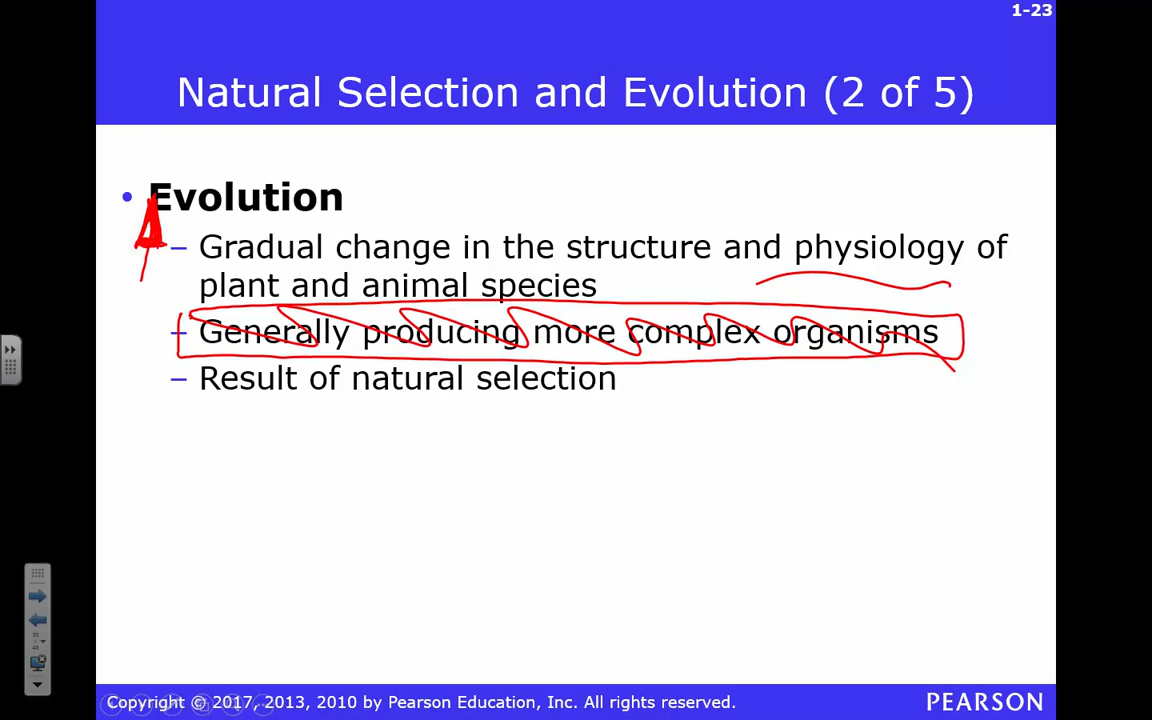 1-23
Natural Selection and Evolution (2 of 5)
• Evolution
– Gradual change in the structure and physiology of
plant and animal species
– Generally producing more complex organisms
– Result of natural selection
Copyright © 2017, 2013, 2010 by Pearson Education, Inc. All rights reserved.
PEARSON